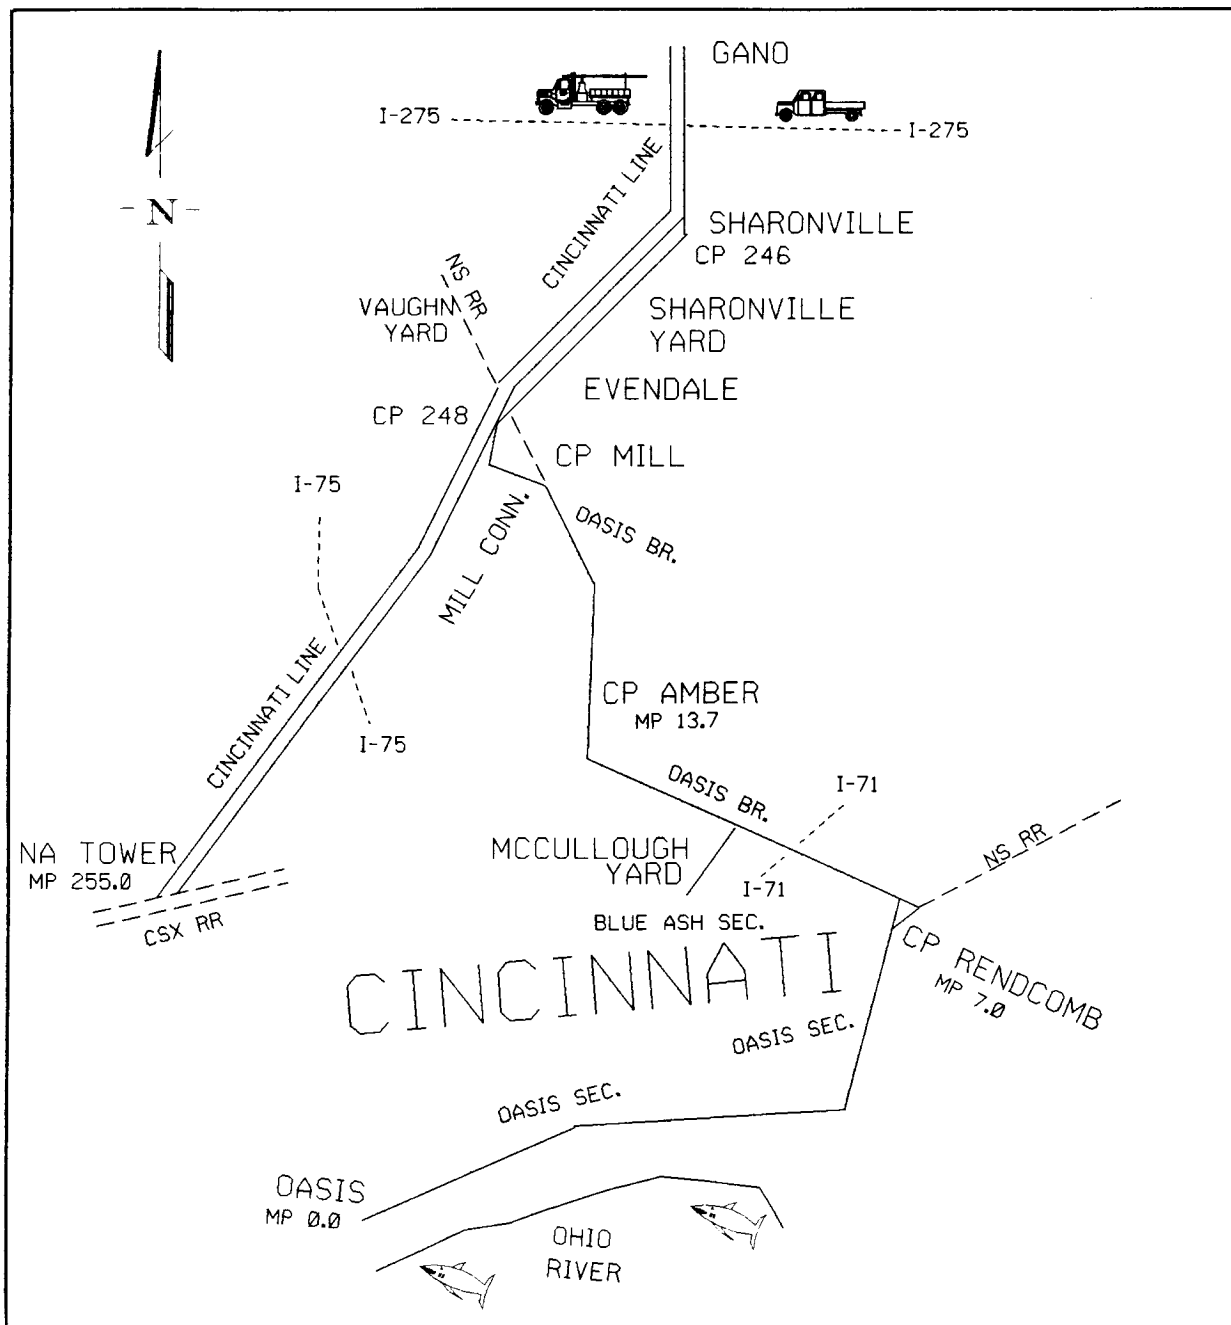 GANO
I-275
I-275
N
CINCINNATI LINE
SHARONVILLE
CP 246
NS RR
VAUGHN
YARD
SHARONVILLE
YARD
EVENDALE
CP 248
CP MILL
I-75
OASIS BR.
MILL CONN.
CINCINNATI LINE
CP AMBER
MP 13.7
I-75
OASIS BR.
I-71
NA TOWER
MP 255.0
MCCULLOUGH
YARD
NS RR
I-71
CSX RR
BLUE ASH SEC.
CP RENDCOMB
MP 7.0
CINCINNATI
OASIS SEC.
OASIS SEC.
OASIS
MP 0.0
OHIO
RIVER